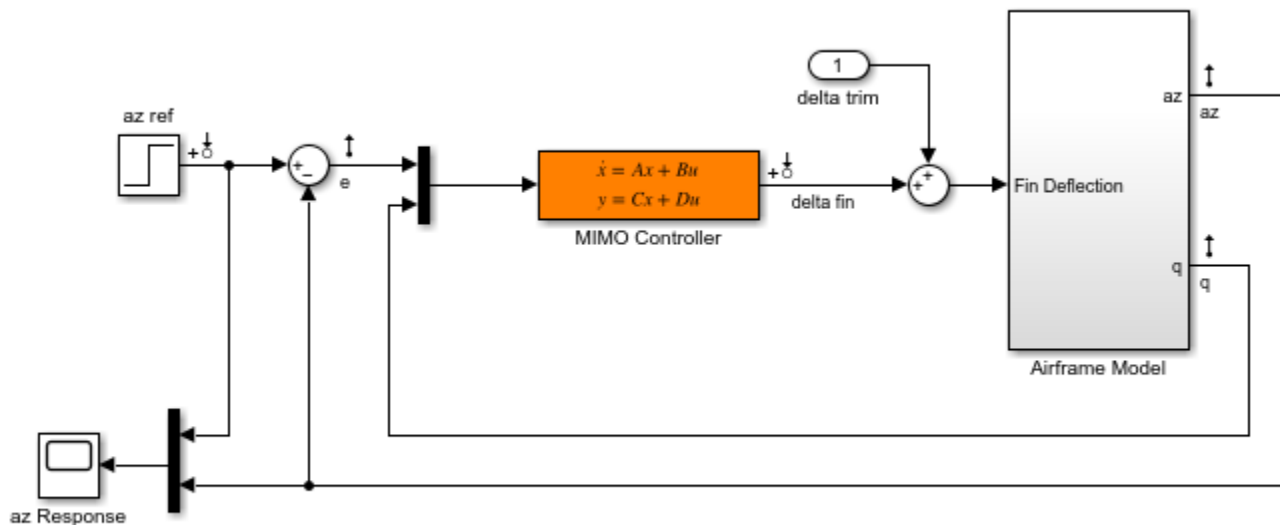 1
delta trim
az ref
+
+
−
e
ẋ = Ax + Bu
y = Cx + Du
MIMO Controller
+
delta fin
+
+
Fin Deflection
az
az
q
q
Airframe Model
az Response